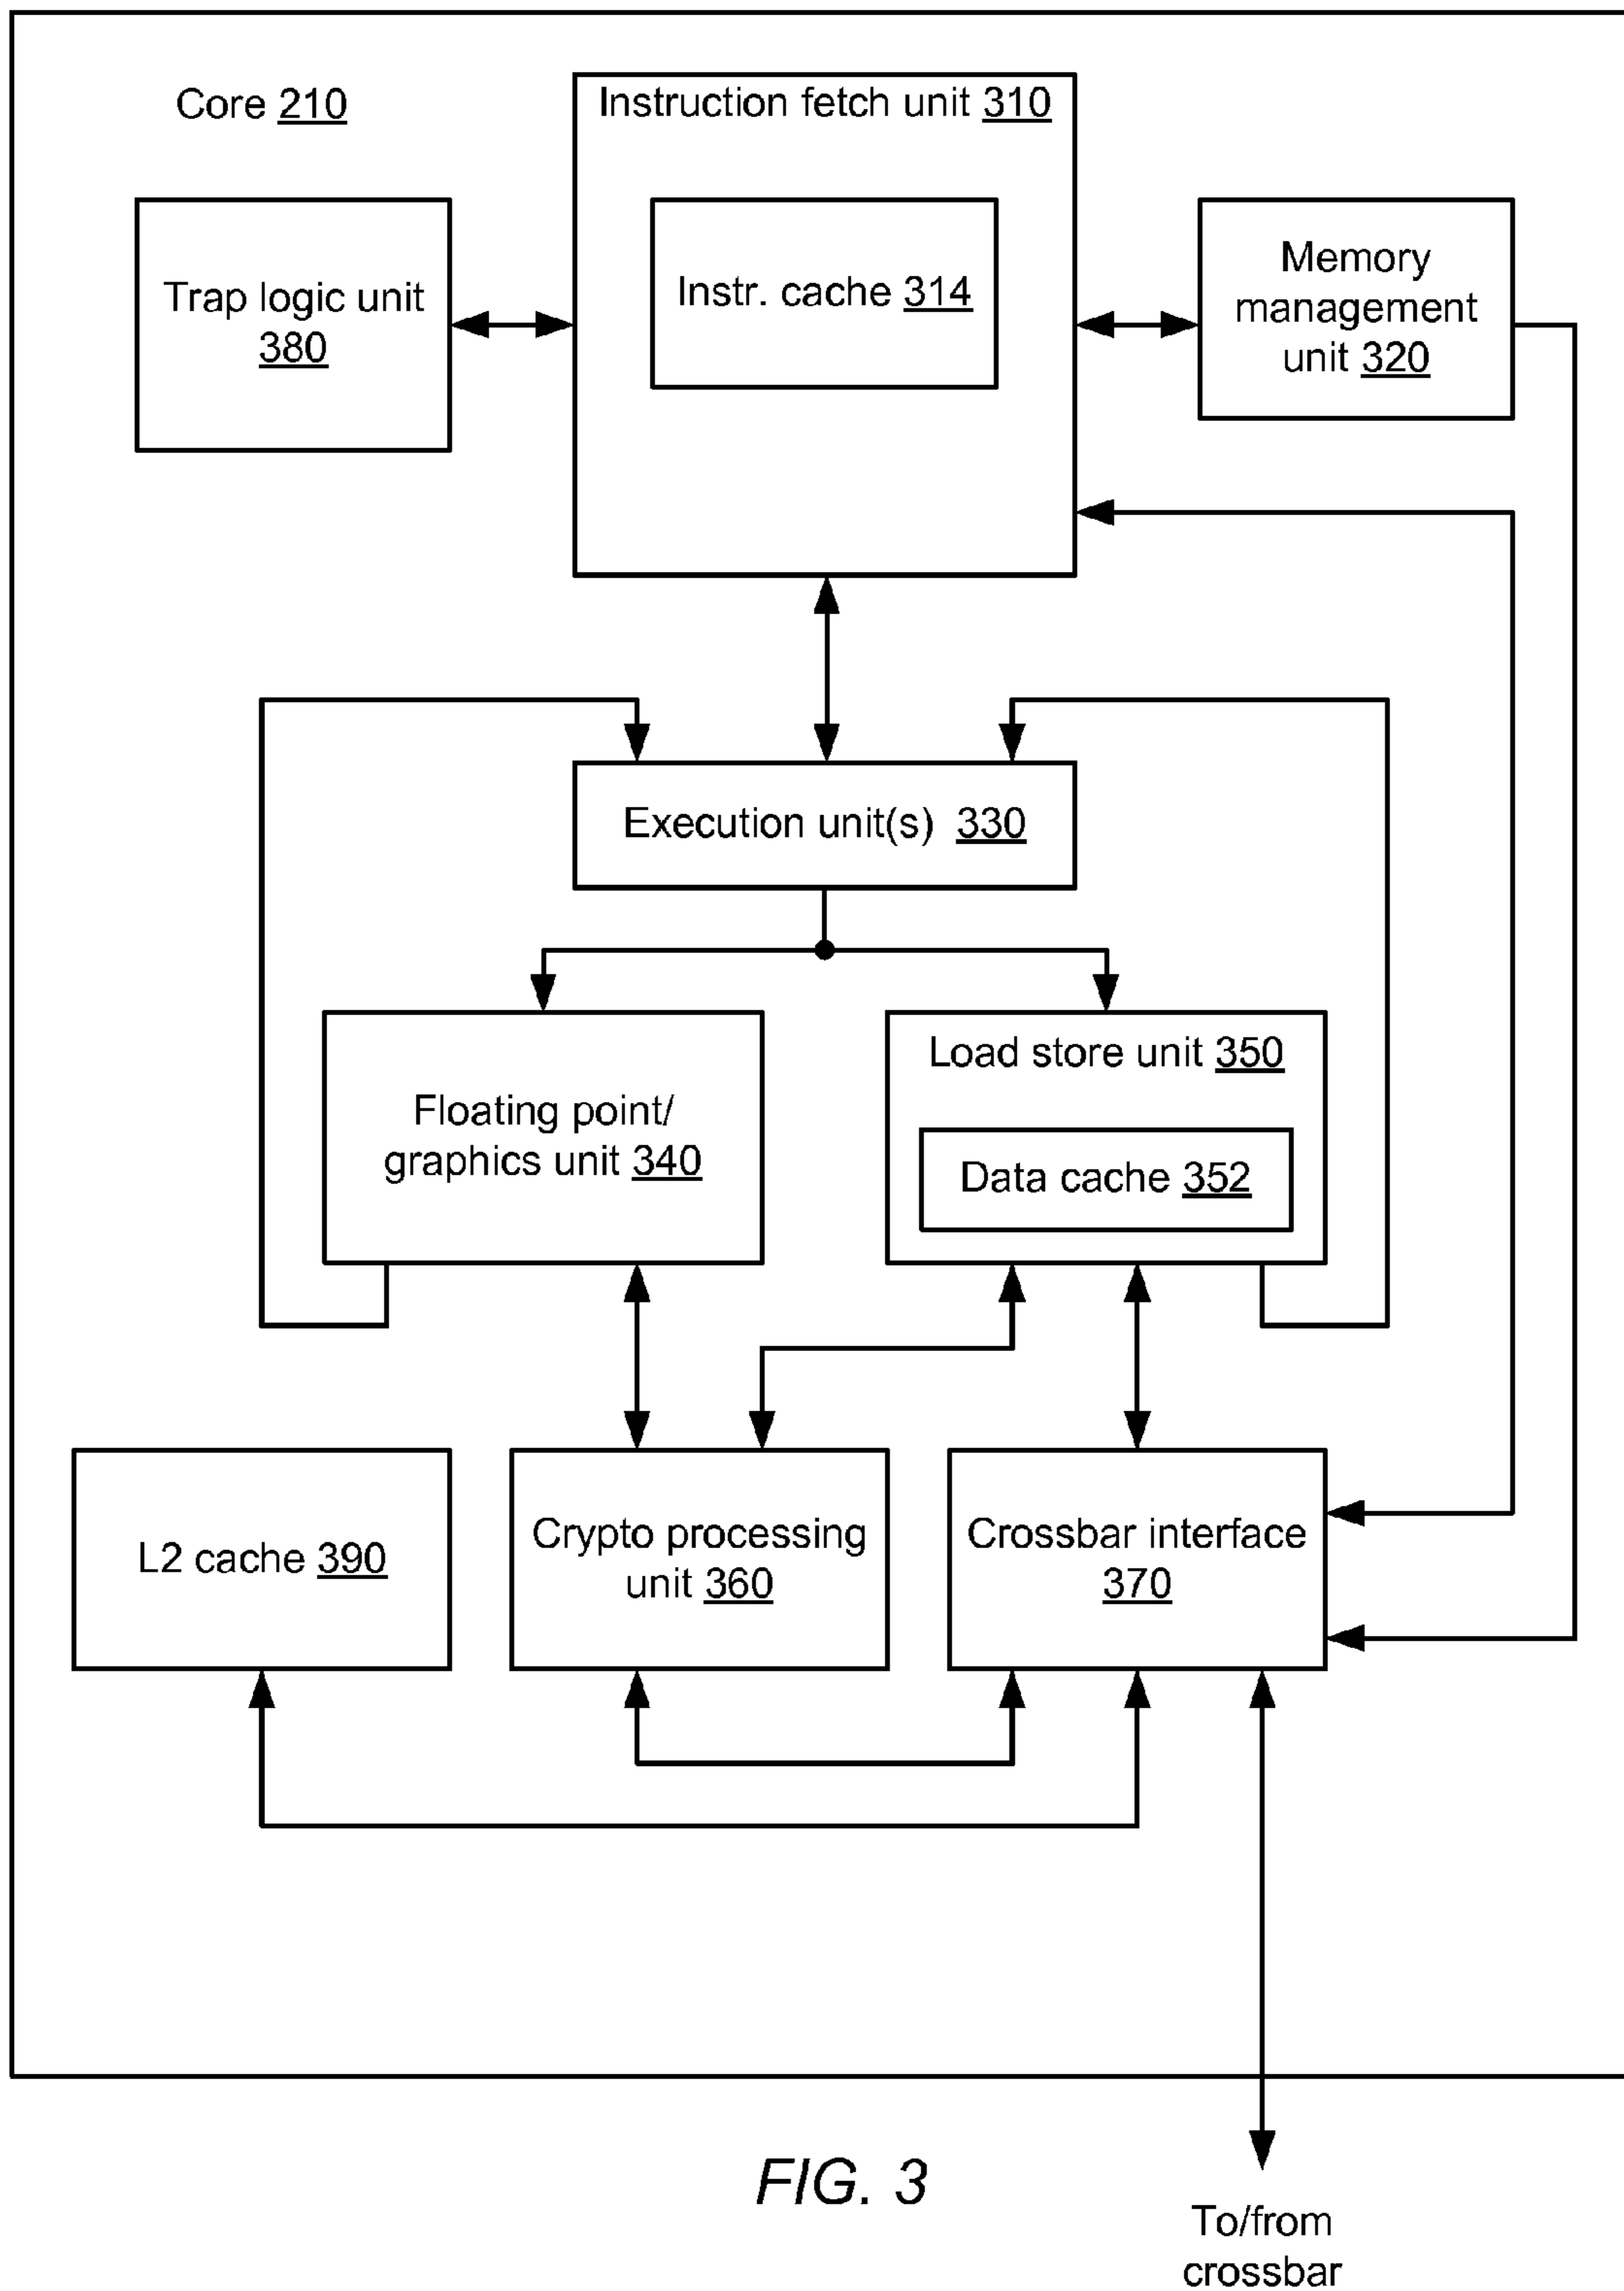 Core 210
Instruction fetch unit 310
Instr. cache 314
Trap logic unit
380
Memory
management
unit 320
Execution unit(s) 330
Floating point/
graphics unit 340
Load store unit 350
Data cache 352
L2 cache 390
Crypto processing
unit 360
Crossbar interface
370
FIG. 3
To/from
crossbar